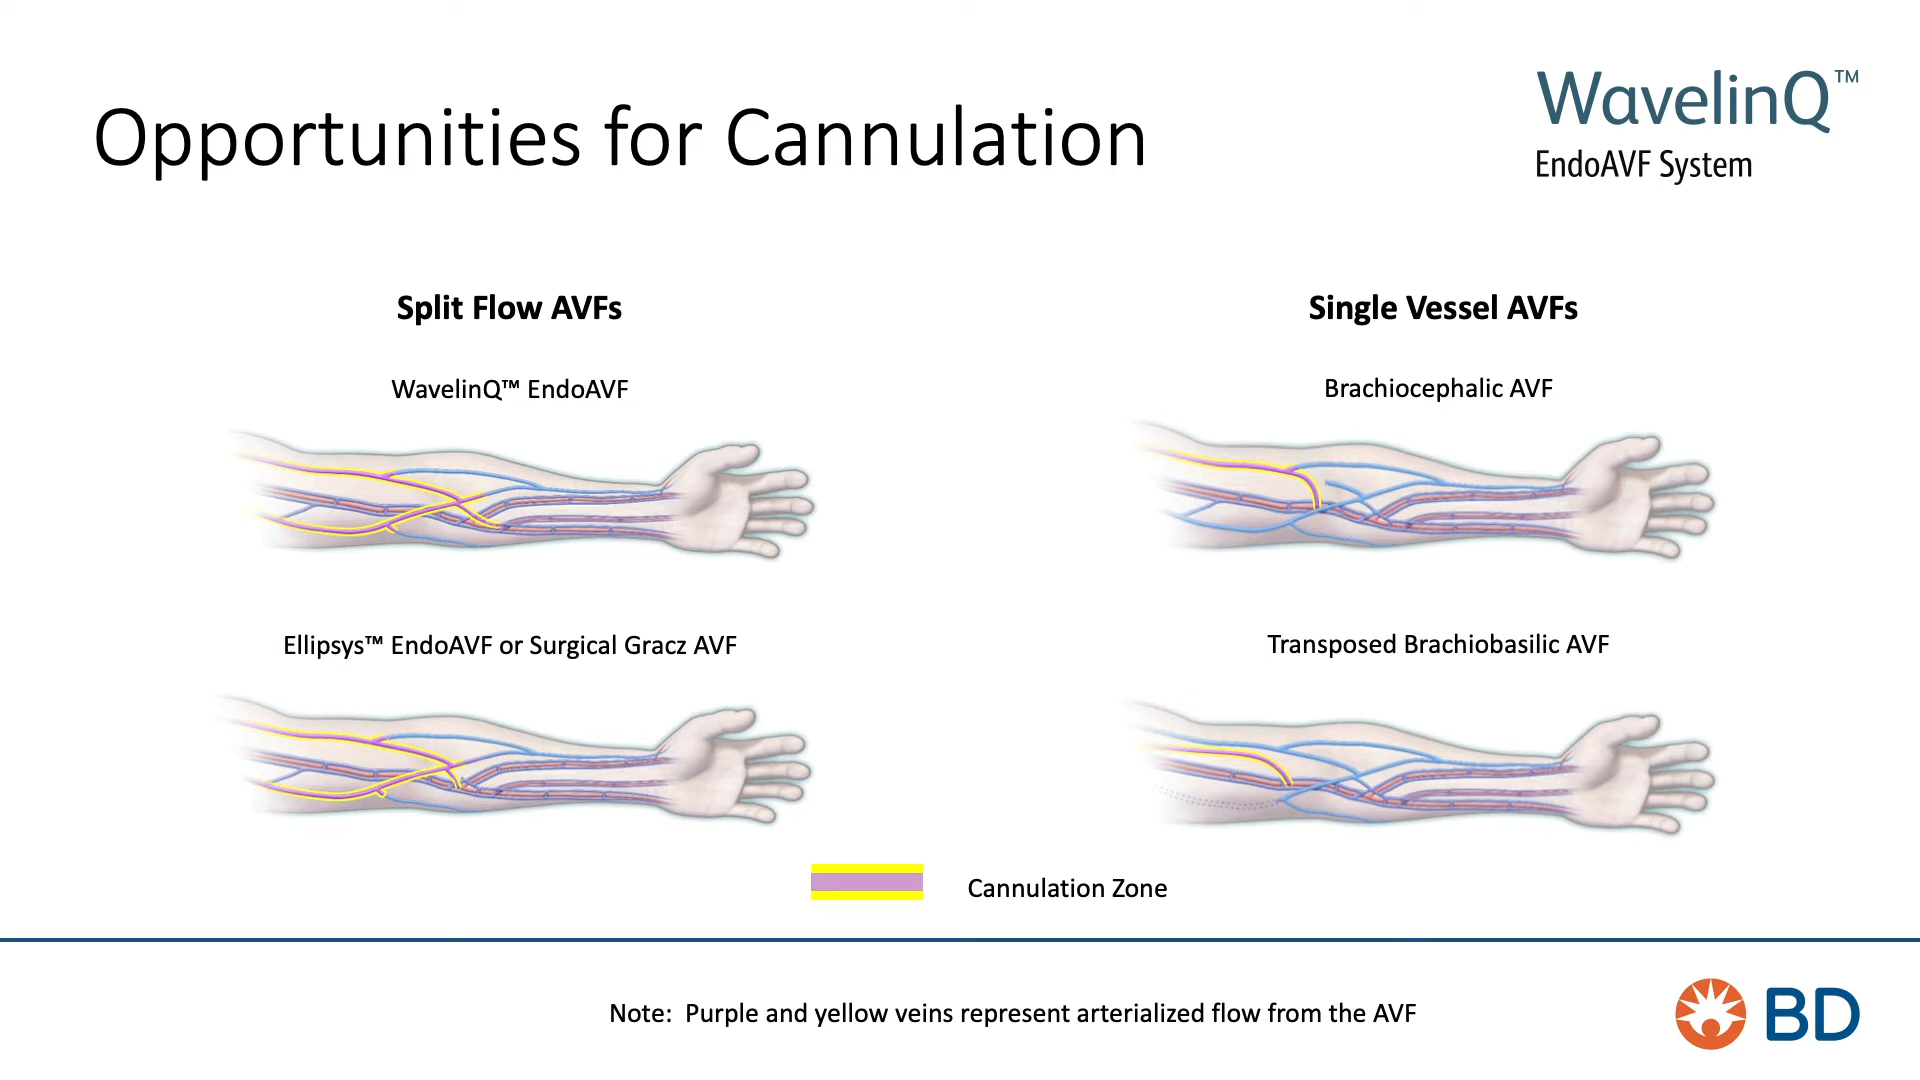 Opportunities for Cannulation
WavelinQ™
EndoAVF System
Split Flow AVFs
WavelinQ™ EndoAVF
Ellipsys™ EndoAVF or Surgical Gracz AVF
Single Vessel AVFs
Brachiocephalic AVF
Transposed Brachiobasilic AVF
Cannulation Zone
Note:  Purple and yellow veins represent arterialized flow from the AVF
BD